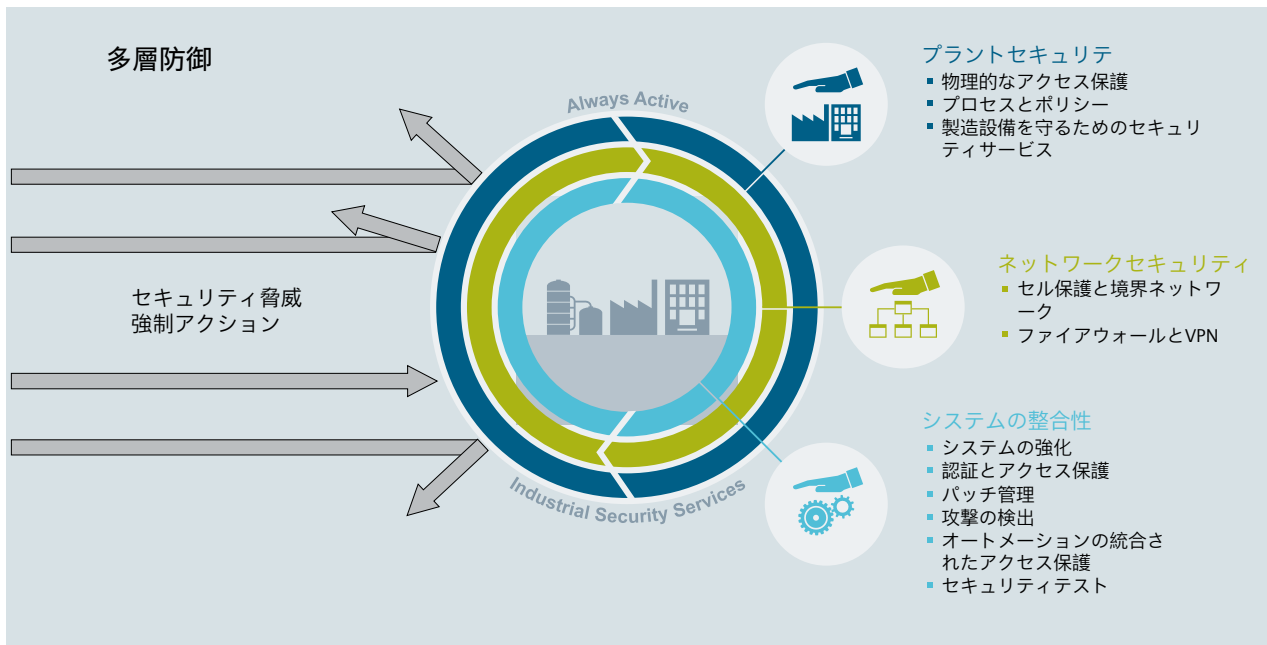 多層防御
Always Active
セキュリティ脅威
強制アクション
Industrial Security Services
プラントセキュリテ
物理的なアクセス保護
プロセスとポリシー
製造設備を守るためのセキュリ
ティサービス
ネットワークセキュリティ
セル保護と境界ネットワ
ーク
ファイアウォールとVPN
システムの整合性
システムの強化
認証とアクセス保護
パッチ管理
攻撃の検出
オートメーションの統合さ
れたアクセス保護
セキュリティテスト